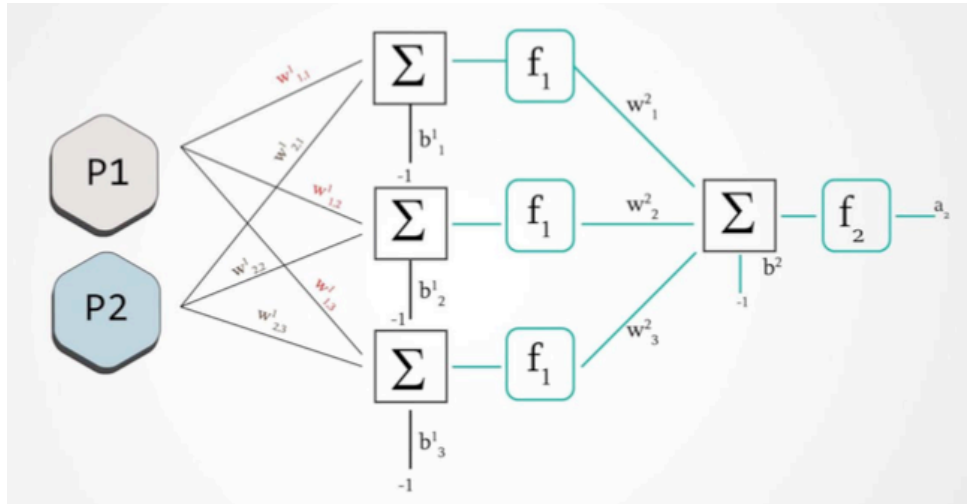 P1
P2
w¹₁,₁
w¹₂,₁
w¹₁,₂
w¹₂,₂
w¹₁,₃
w¹₂,₃
Σ
b¹₁
-1
Σ
b¹₂
-1
Σ
b¹₃
-1
f₁
f₁
f₁
w²₁
w²₂
w²₃
Σ
b²
-1
f₂
a₂